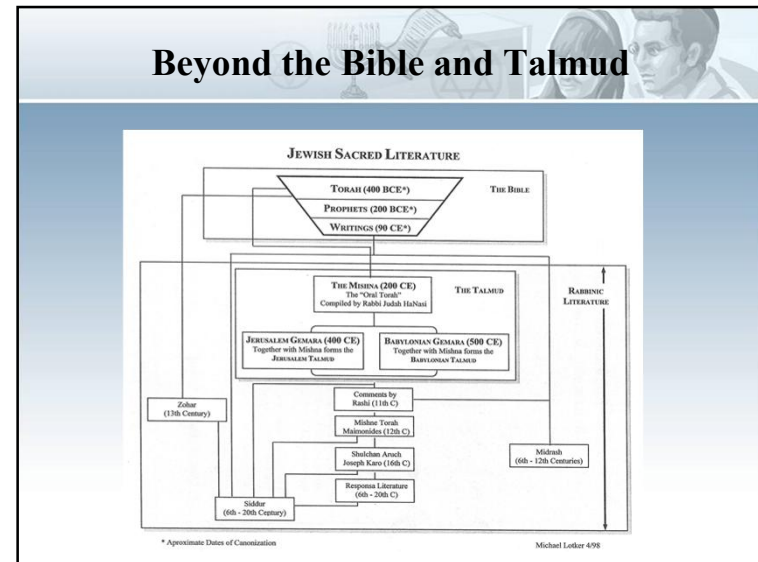 Beyond the Bible and Talmud
JEWISH SACRED LITERATURE
TORAH (400 BCE*)
THE BIBLE
PROPHETS (200 BCE*)
WRITINGS (90 CE*)
THE MISHNA (200 CE)
The "Oral Torah"
Compiled by Rabbi Judah HaNasi
THE TALMUD
RABBINIC
LITERATURE
JERUSALEM GEMARA (400 CE)
Together with Mishna forms the
JERUSALEM TALMUD
BABYLONIAN GEMARA (500 CE)
Together with Mishna forms the
BABYLONIAN TALMUD
Comments by
Rashi (11th C)
Zohar
(13th Century)
Mishne Torah
Maimonides (12th C)
Shulchan Aruch
Joseph Karo (16th C)
Midrash
(6th - 12th Centuries)
Responsa Literature
(6th - 20th C)
Siddur
(6th - 20th Century)
* Aproximate Dates of Canonization
Michael Lotker 4/98